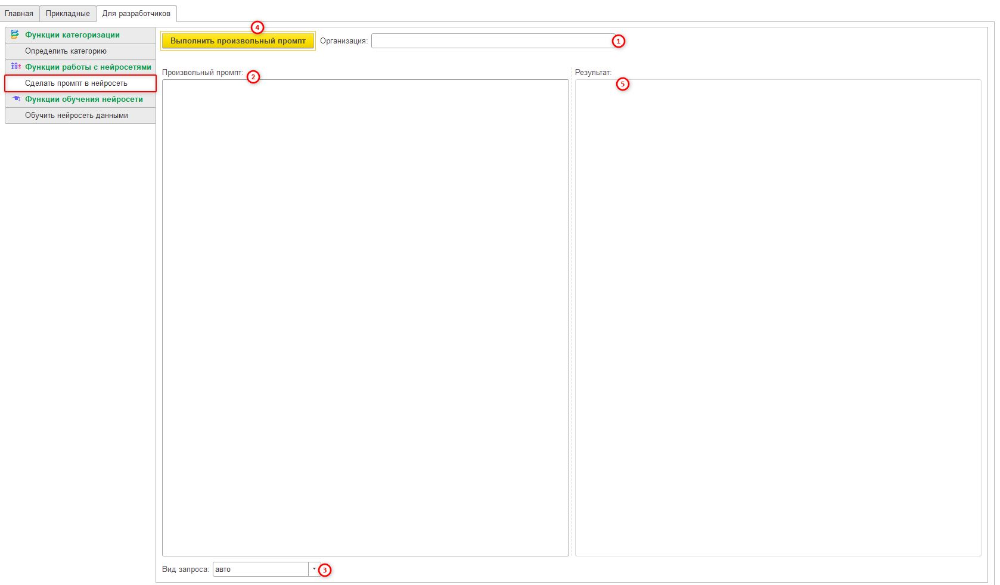 Главная Прикладные Для разработчиков
Функции категоризации
Определить категорию
Функции работы с нейросетями
Сделать промпт в нейросеть
Функции обучения нейросети
Обучить нейросеть данными
4
Выполнить произвольный промпт Организация: 1
Произвольный промпт: 2
Результат:
5
Вид запроса: авто 3